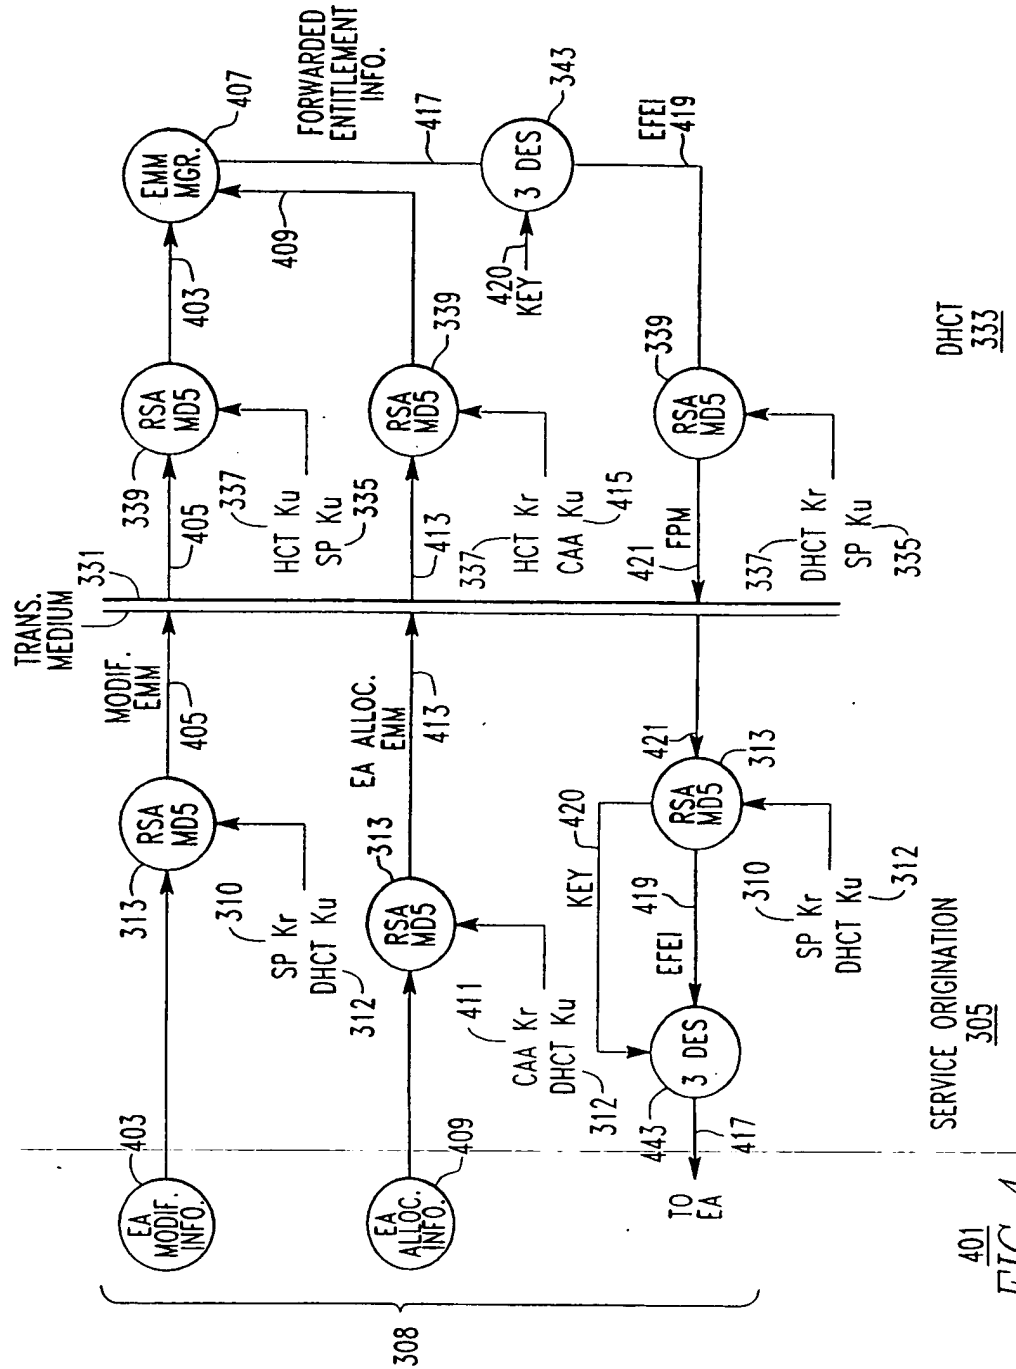 308
EA
MODIF.
INFO.
403
313
RSA
MD5
310
SP Kr
DHCT Ku
312
MODIF.
EMM
405
TRANS.
MEDIUM
331
405
339
RSA
MD5
337
HCT Ku
SP Ku
335
403
EMM
MGR.
407
EA
ALLOC.
INFO.
409
313
RSA
MD5
411
CAA Kr
DHCT Ku
312
EA ALLOC.
EMM
413
413
RSA
MD5
339
337
HCT Kr
CAA Ku
415
409
FORWARDED
ENTITLEMENT
INFO.
417
3 DES
343
420
KEY
EFEI
419
TO
EA
417
443
3 DES
KEY
420
EFEI
419
RSA
MD5
313
310
SP Kr
DHCT Ku
312
421
421
FPM
RSA
MD5
339
337
DHCT Kr
SP Ku
335
SERVICE ORIGINATION
305
DHCT
333
401